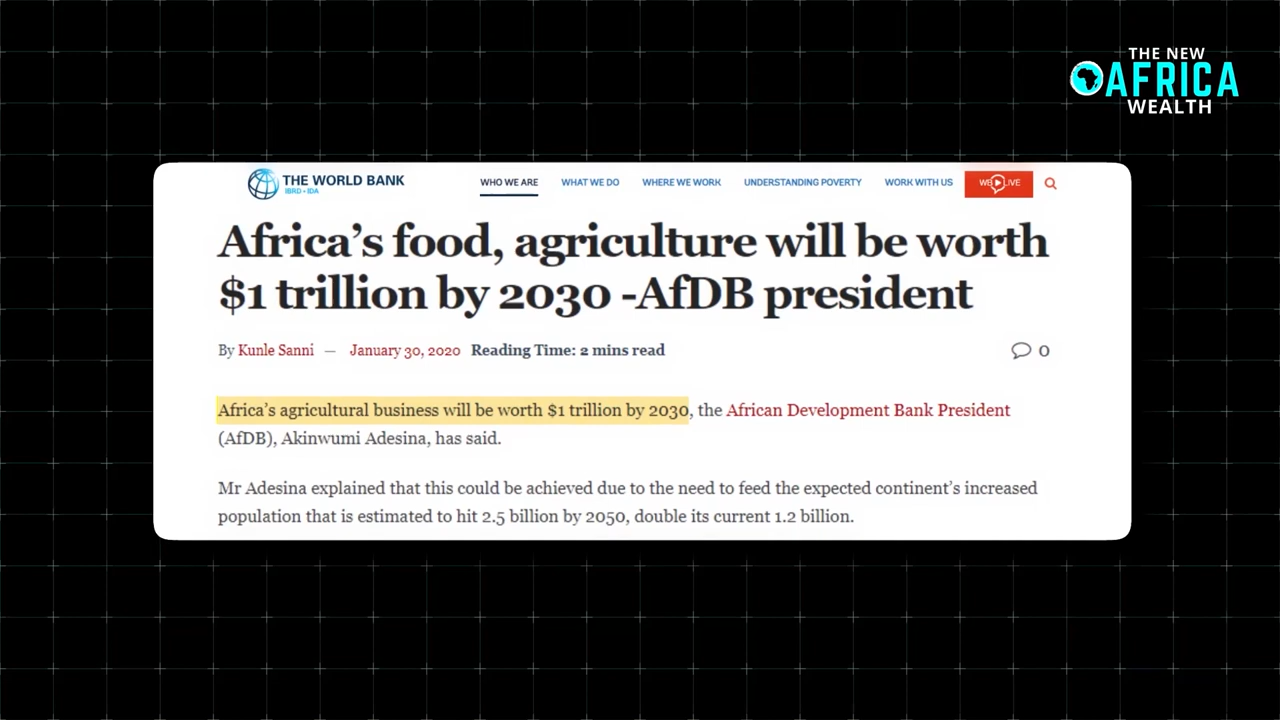 THE NEW
AFRICA
WEALTH
THE WORLD BANK
IBRD • IDA
WHO WE ARE
WHAT WE DO
WHERE WE WORK
UNDERSTANDING POVERTY
WORK WITH US
Africa's food, agriculture will be worth
$1 trillion by 2030 -AfDB president
By Kunle Sanni — January 30, 2020 Reading Time: 2 mins read
0
Africa's agricultural business will be worth $1 trillion by 2030, the African Development Bank President
(AfDB), Akinwumi Adesina, has said.
Mr Adesina explained that this could be achieved due to the need to feed the expected continent's increased
population that is estimated to hit 2.5 billion by 2050, double its current 1.2 billion.